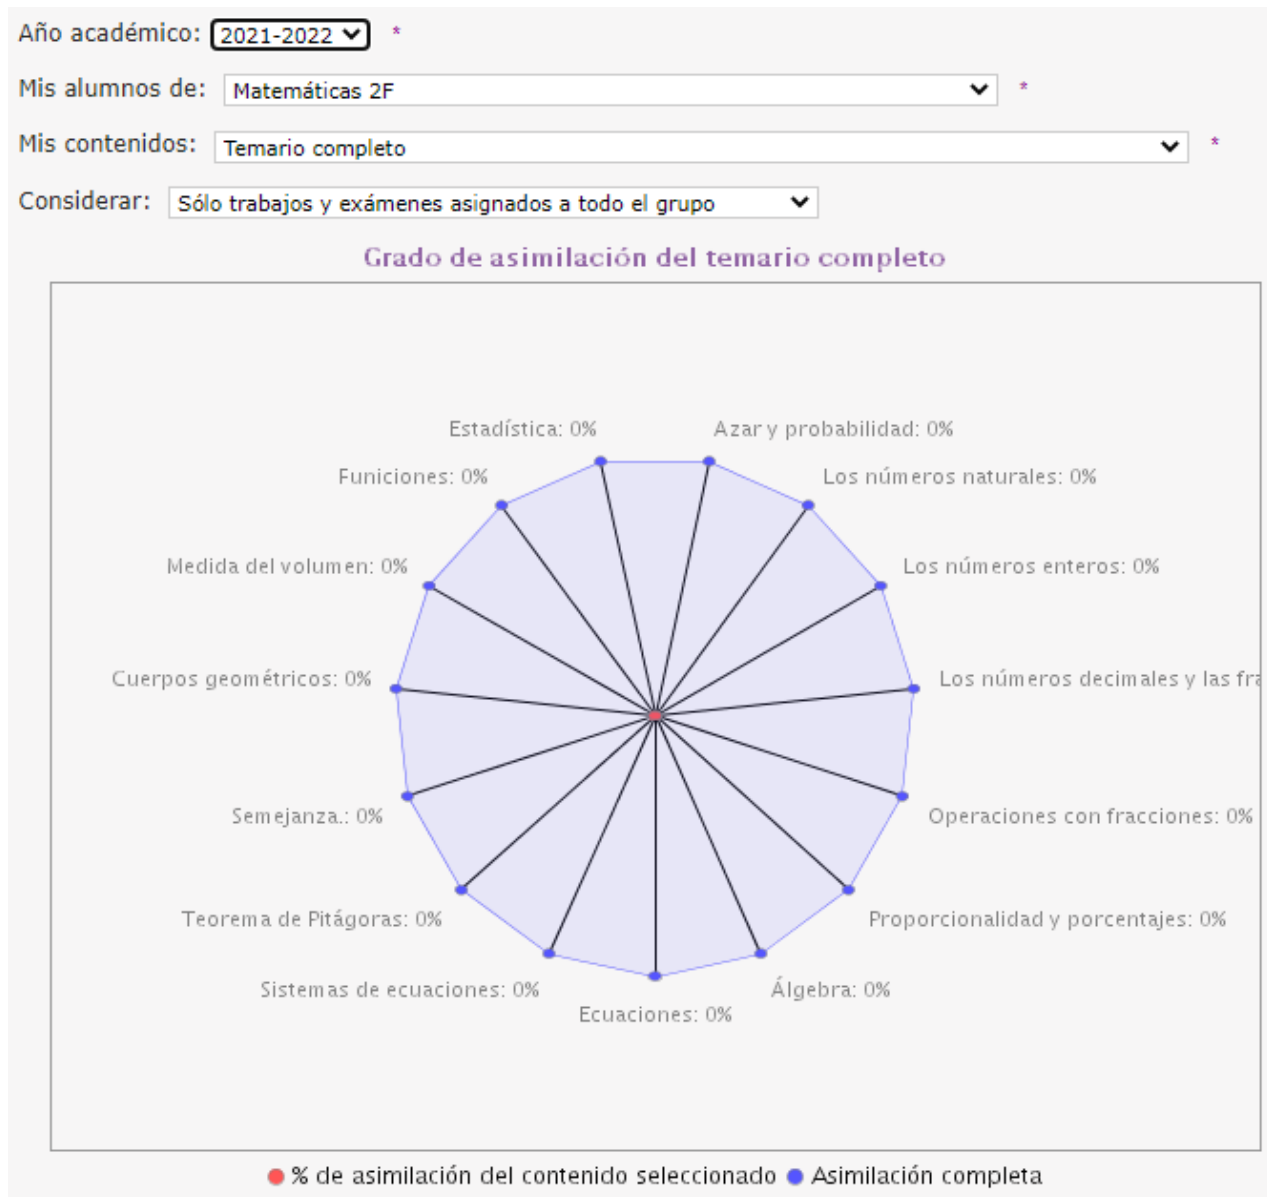 Año académico: 2021-2022 *
Mis alumnos de: Matemáticas 2F *
Mis contenidos: Temario completo *
Considerar: Sólo trabajos y exámenes asignados a todo el grupo
Grado de asimilación del temario completo
Estadística: 0% Azar y probabilidad: 0%
Funiciones: 0% Los números naturales: 0%
Medida del volumen: 0% Los números enteros: 0%
Cuerpos geométricos: 0% Los números decimales y las fra
Semejanza.: 0% Operaciones con fracciones: 0%
Teorema de Pitágoras: 0% Proporcionalidad y porcentajes: 0%
Sistemas de ecuaciones: 0% Álgebra: 0%
Ecuaciones: 0%
% de asimilación del contenido seleccionado Asimilación completa